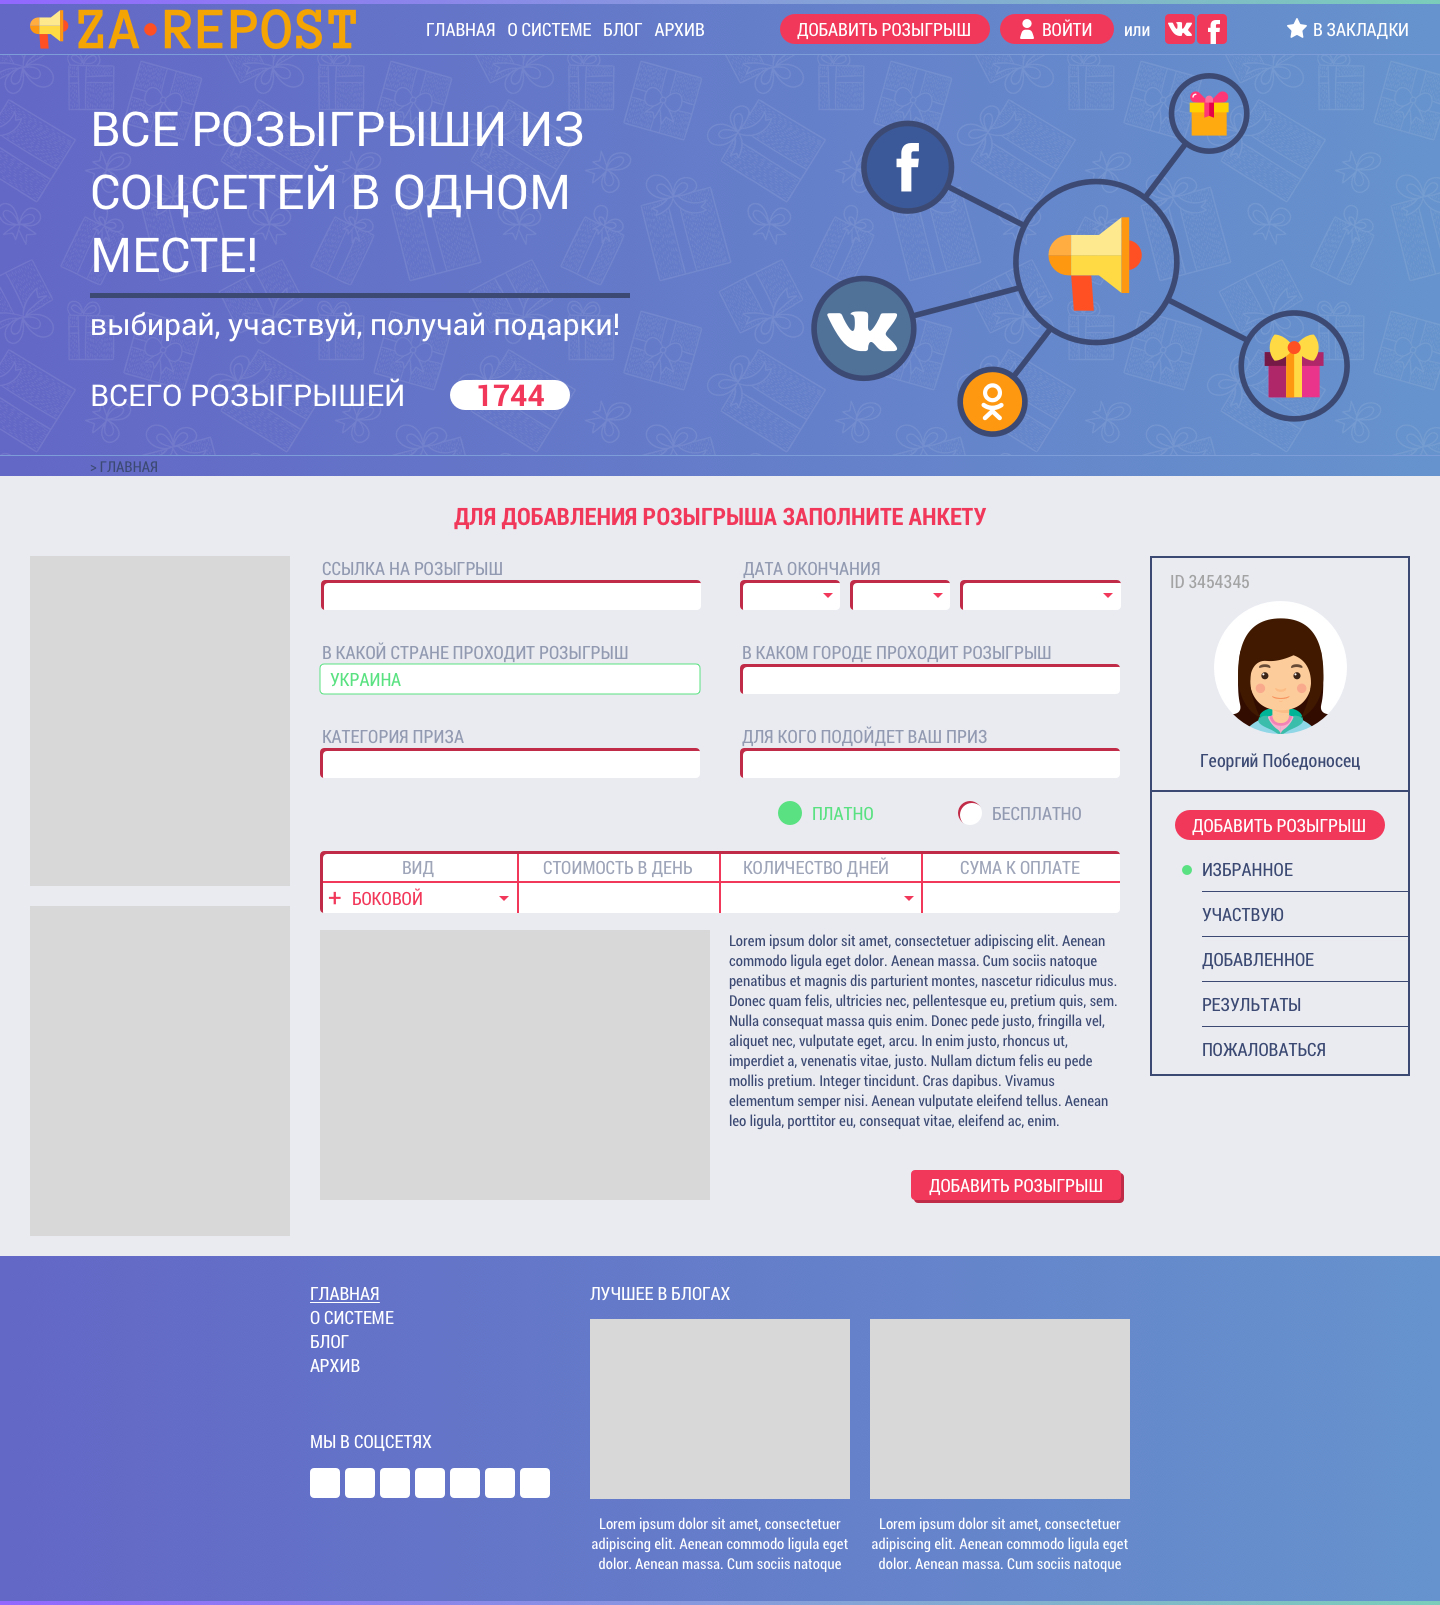 ZA•REPOST
ГЛАВНАЯ О СИСТЕМЕ БЛОГ АРХИВ
ДОБАВИТЬ РОЗЫГРЫШ
ВОЙТИ
или
В ЗАКЛАДКИ
ВСЕ РОЗЫГРЫШИ ИЗ
СОЦСЕТЕЙ В ОДНОМ
МЕСТЕ!
выбирай, участвуй, получай подарки!
ВСЕГО РОЗЫГРЫШЕЙ 1744
> ГЛАВНАЯ
ДЛЯ ДОБАВЛЕНИЯ РОЗЫГРЫША ЗАПОЛНИТЕ АНКЕТУ
ССЫЛКА НА РОЗЫГРЫШ
ДАТА ОКОНЧАНИЯ
В КАКОЙ СТРАНЕ ПРОХОДИТ РОЗЫГРЫШ
УКРАИНА
В КАКОМ ГОРОДЕ ПРОХОДИТ РОЗЫГРЫШ
КАТЕГОРИЯ ПРИЗА
ДЛЯ КОГО ПОДОЙДЕТ ВАШ ПРИЗ
ПЛАТНО
БЕСПЛАТНО
ВИД СТОИМОСТЬ В ДЕНЬ КОЛИЧЕСТВО ДНЕЙ СУМА К ОПЛАТЕ
+ БОКОВОЙ
Lorem ipsum dolor sit amet, consectetuer adipiscing elit. Aenean
commodo ligula eget dolor. Aenean massa. Cum sociis natoque
penatibus et magnis dis parturient montes, nascetur ridiculus mus.
Donec quam felis, ultricies nec, pellentesque eu, pretium quis, sem.
Nulla consequat massa quis enim. Donec pede justo, fringilla vel,
aliquet nec, vulputate eget, arcu. In enim justo, rhoncus ut,
imperdiet a, venenatis vitae, justo. Nullam dictum felis eu pede
mollis pretium. Integer tincidunt. Cras dapibus. Vivamus
elementum semper nisi. Aenean vulputate eleifend tellus. Aenean
leo ligula, porttitor eu, consequat vitae, eleifend ac, enim.
ДОБАВИТЬ РОЗЫГРЫШ
ID 3454345
Георгий Победоносец
ДОБАВИТЬ РОЗЫГРЫШ
ИЗБРАННОЕ
УЧАСТВУЮ
ДОБАВЛЕННОЕ
РЕЗУЛЬТАТЫ
ПОЖАЛОВАТЬСЯ
ГЛАВНАЯ
О СИСТЕМЕ
БЛОГ
АРХИВ
МЫ В СОЦСЕТЯХ
ЛУЧШЕЕ В БЛОГАХ
Lorem ipsum dolor sit amet, consectetuer
adipiscing elit. Aenean commodo ligula eget
dolor. Aenean massa. Cum sociis natoque
Lorem ipsum dolor sit amet, consectetuer
adipiscing elit. Aenean commodo ligula eget
dolor. Aenean massa. Cum sociis natoque